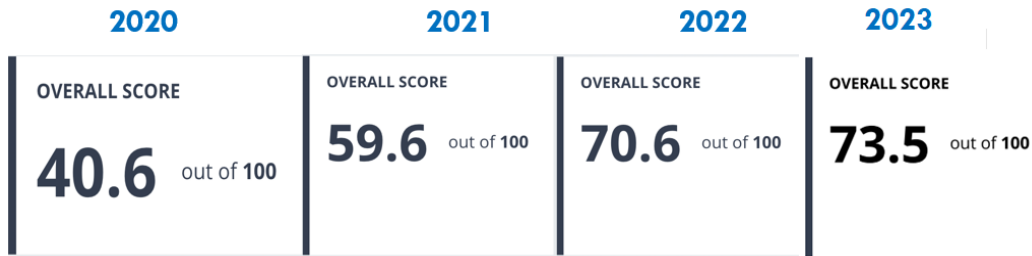 2020
OVERALL SCORE
40.6 out of 100
2021
OVERALL SCORE
59.6 out of 100
2022
OVERALL SCORE
70.6 out of 100
2023
OVERALL SCORE
73.5 out of 100